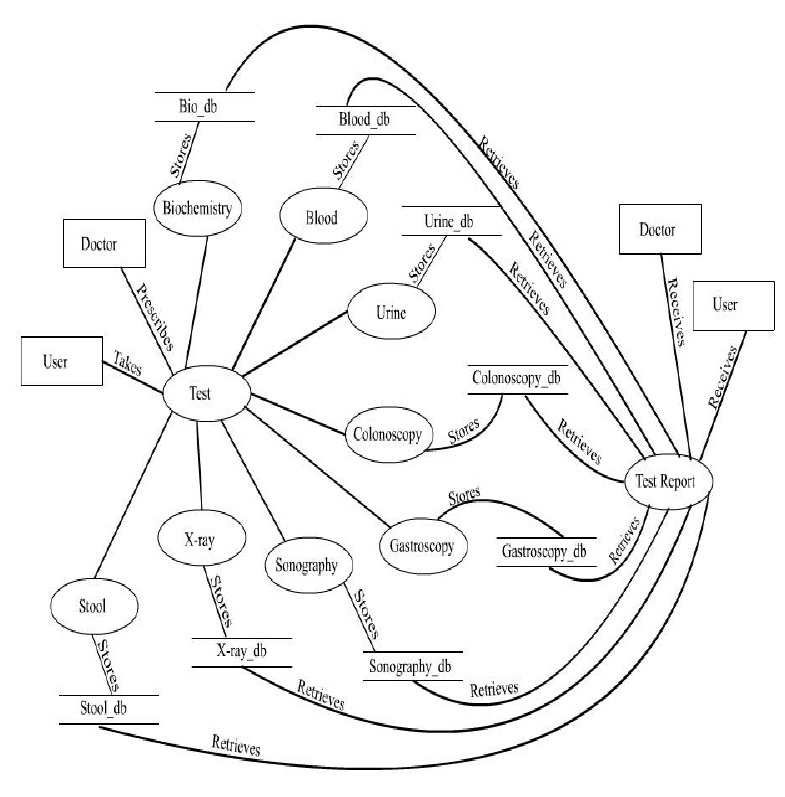 Bio_db
Blood_db
Stores
Stores
Retrieves
Biochemistry
Blood
Urine_db
Doctor
Doctor
Stores
Retrieves
Retrieves
Prescribes
Urine
Receives
User
User
Takes
Test
Colonoscopy_db
Receives
Colonoscopy
Stores
Retrieves
Test Report
Stores
X-ray
Gastroscopy
Gastroscopy_db
Retrieves
Sonography
Stool
Stores
Stores
X-ray_db
Sonography_db
Stores
Retrieves
Retrieves
Stool_db
Retrieves